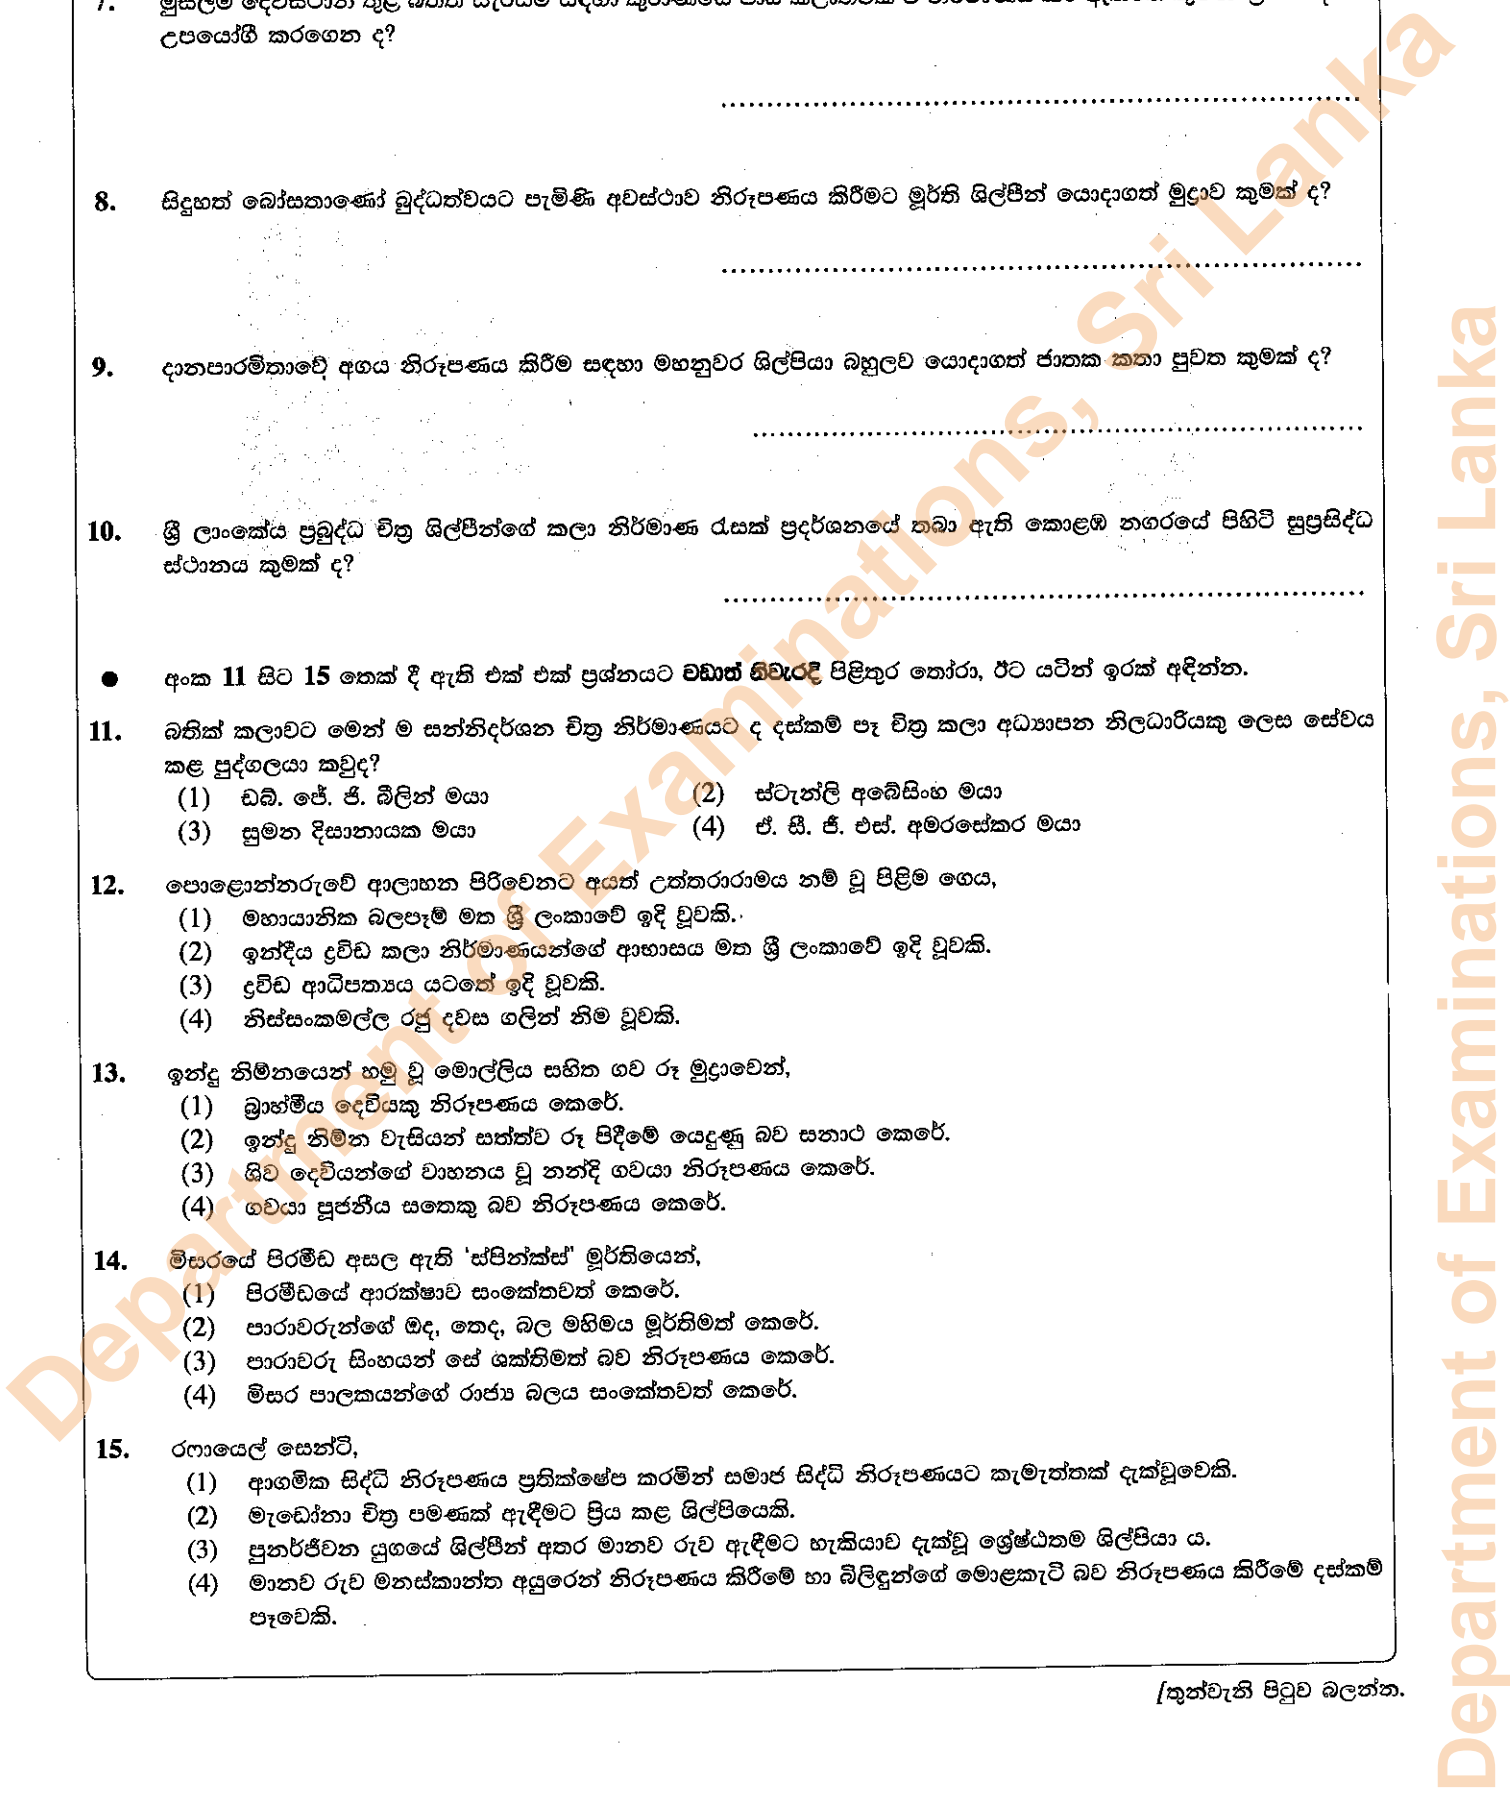 7.
උපයෝගී කරගෙන ද?
8. සිදුහත් බෝසතාණෝ බුද්ධත්වයට පැමිණි අවස්ථාව නිරූපණය කිරීමට මූර්ති ශිල්පීන් යොදාගත් මුද්‍රාව කුමක් ද?
9. දානපාරමිතාවේ අගය නිරූපණය කිරීම සඳහා මහනුවර ශිල්පියා බහුලව යොදාගත් ජාතක කතා පුවත කුමක් ද?
10. ශ්‍රී ලාංකේය ප්‍රබුද්ධ චිත්‍ර ශිල්පීන්ගේ කලා නිර්මාණ රැසක් ප්‍රදර්ශනයේ තබා ඇති කොළඹ නගරයේ පිහිටි සුප්‍රසිද්ධ
ස්ථානය කුමක් ද?
● අංක 11 සිට 15 තෙක් දී ඇති එක් එක් ප්‍රශ්නයට වඩාත් නිවැරදි පිළිතුර තෝරා, ඊට යටින් ඉරක් අඳින්න.
11. බතික් කලාවට මෙන් ම සන්නිදර්ශන චිත්‍ර නිර්මාණයට ද දස්කම් පෑ චිත්‍ර කලා අධ්‍යාපන නිලධාරියකු ලෙස සේවය
කළ පුද්ගලයා කවුද?
(1) ඩබ්. ජේ. ජි. බීලින් මයා (2) ස්ටැන්ලි අබේසිංහ මයා
(3) සුමන දිසානායක මයා (4) ඒ. සී. ජී. එස්. අමරසේකර මයා
12. පොළොන්නරුවේ ආලාහන පිරිවෙනට අයත් උත්තරාරාමය නම් වූ පිළිම ගෙය,
(1) මහායානික බලපෑම් මත ශ්‍රී ලංකාවේ ඉදි වූවකි.
(2) ඉන්දීය ද්‍රවිඩ කලා නිර්මාණයන්ගේ ආභාසය මත ශ්‍රී ලංකාවේ ඉදි වූවකි.
(3) ද්‍රවිඩ ආධිපත්‍යය යටතේ ඉදි වූවකි.
(4) නිස්සංකමල්ල රජු දවස ගලින් නිම වූවකි.
13. ඉන්දු නිම්නයෙන් හමු වූ මොල්ලිය සහිත ගව රූ මුද්‍රාවෙන්,
(1) බ්‍රාහ්මීය දෙවියකු නිරූපණය කෙරේ.
(2) ඉන්දු නිම්න වැසියන් සත්ත්ව රූ පිදීමේ යෙදුණු බව සනාථ කෙරේ.
(3) ශිව දෙවියන්ගේ වාහනය වූ නන්දි ගවයා නිරූපණය කෙරේ.
(4) ගවයා පූජනීය සතෙකු බව නිරූපණය කෙරේ.
14. මිසරයේ පිරමීඩ අසල ඇති 'ස්පින්ක්ස්' මූර්තියෙන්,
(1) පිරමීඩයේ ආරක්ෂාව සංකේතවත් කෙරේ.
(2) පාරාවරුන්ගේ ඔද, තෙද, බල මහිමය මූර්තිමත් කෙරේ.
(3) පාරාවරු සිංහයන් සේ ශක්තිමත් බව නිරූපණය කෙරේ.
(4) මිසර පාලකයන්ගේ රාජ්‍ය බලය සංකේතවත් කෙරේ.
15. රෆායෙල් සෙන්ටි,
(1) ආගමික සිද්ධි නිරූපණය ප්‍රතික්ෂේප කරමින් සමාජ සිද්ධි නිරූපණයට කැමැත්තක් දැක්වූවෙකි.
(2) මැඩෝනා චිත්‍ර පමණක් ඇඳීමට ප්‍රිය කළ ශිල්පියෙකි.
(3) පුනර්ජීවන යුගයේ ශිල්පීන් අතර මානව රුව ඇඳීමට හැකියාව දැක්වූ ශ්‍රේෂ්ඨතම ශිල්පියා ය.
(4) මානව රුව මනස්කාන්ත අයුරෙන් නිරූපණය කිරීමේ හා බිලිඳුන්ගේ මොළකැටි බව නිරූපණය කිරීමේ දස්කම්
පෑවෙකි.
[තුන්වැනි පිටුව බලන්න.
Department of Examinations, Sri Lanka
Department of Examinations, Sri Lanka